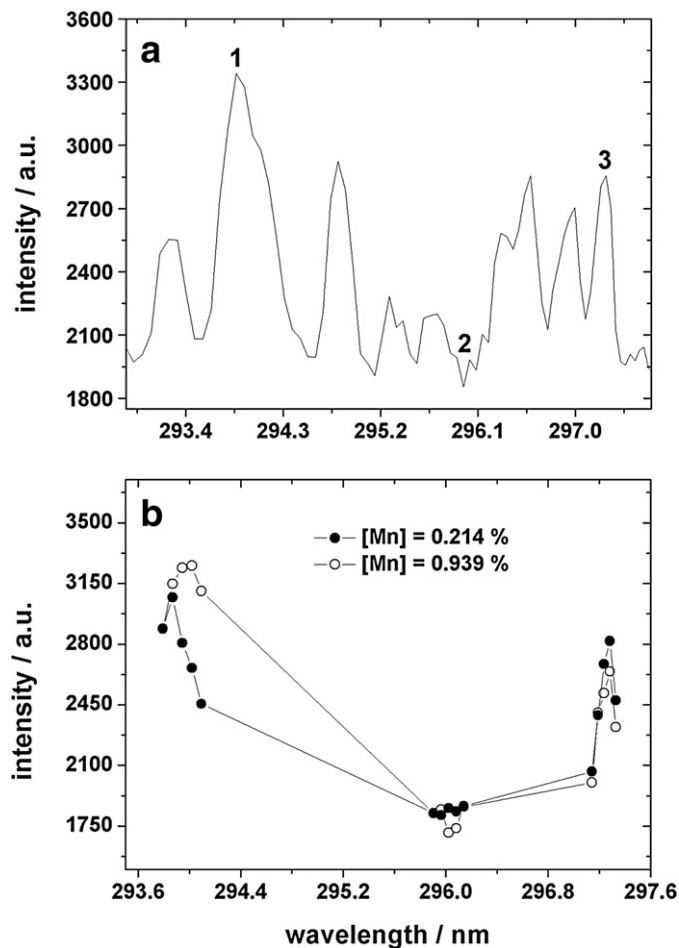 a
1
2
3
intensity / a.u.
3600
3300
3000
2700
2400
2100
1800
293.4 294.3 295.2 296.1 297.0
b
[Mn] = 0.214 %
[Mn] = 0.939 %
intensity / a.u.
3500
3150
2800
2450
2100
1750
293.6 294.4 295.2 296.0 296.8 297.6
wavelength / nm